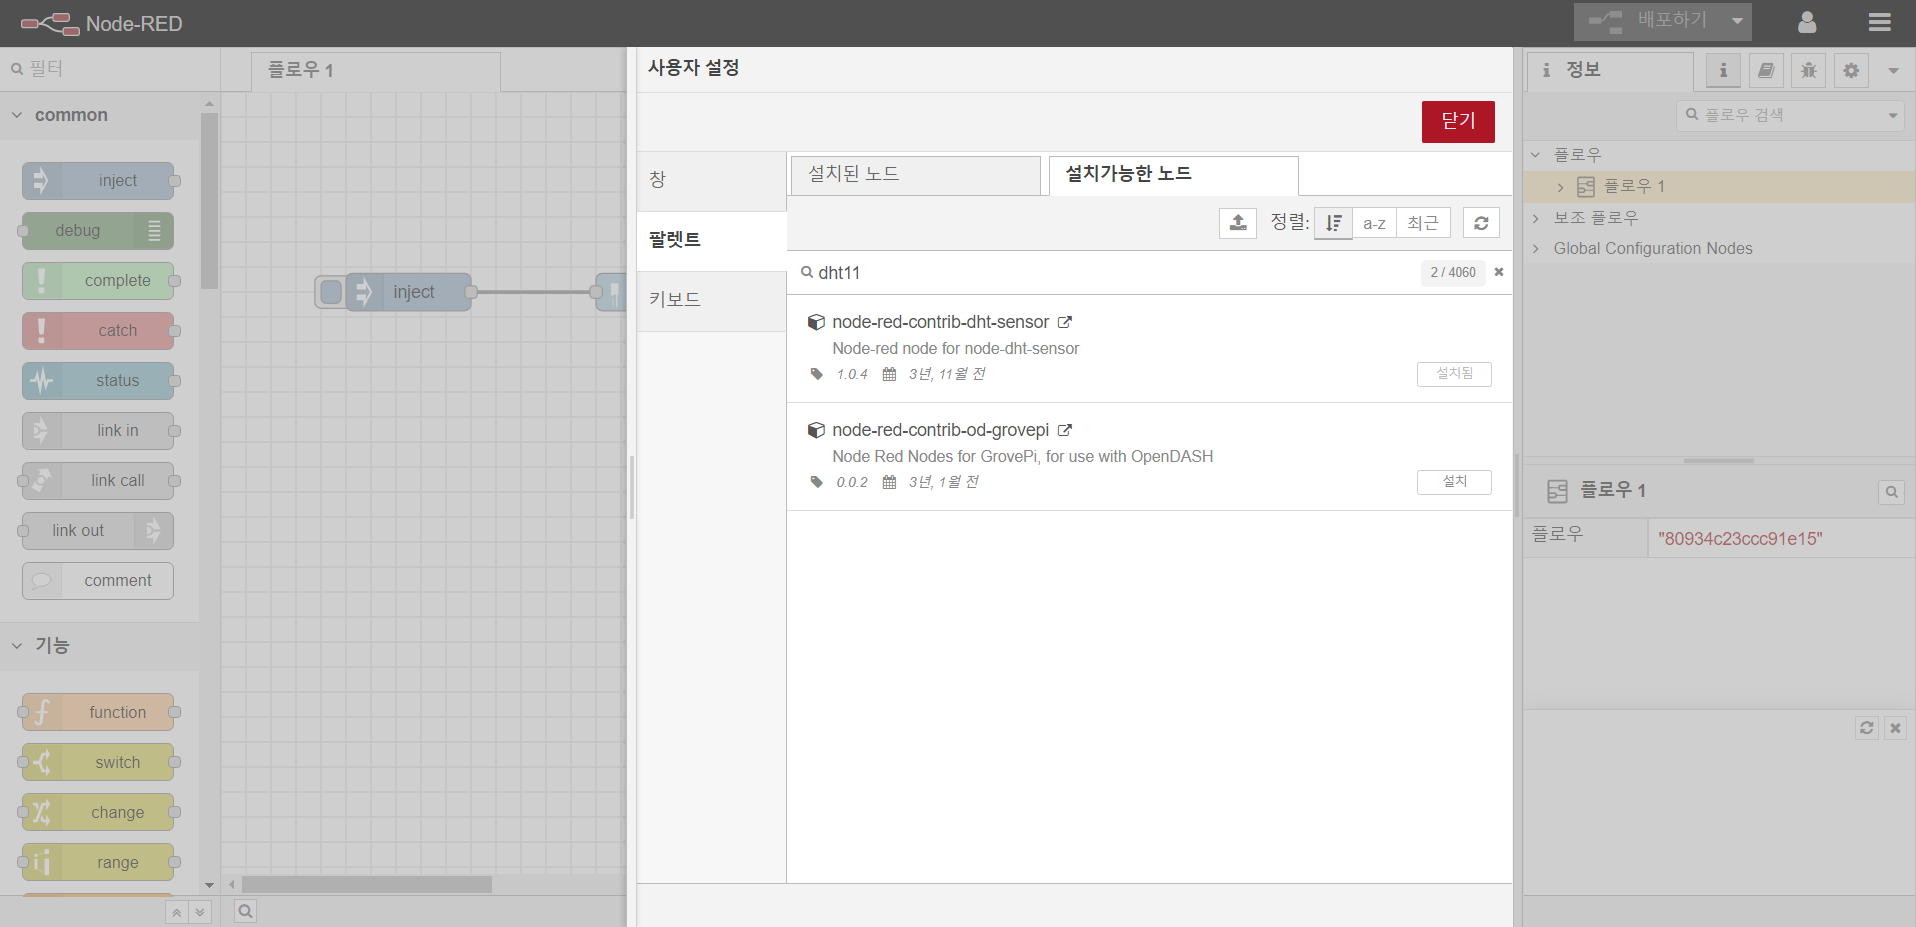 Node-RED
배포하기
필터
플로우 1
common
inject
debug
complete
catch
status
link in
link call
link out
comment
기능
function
switch
change
range
inject
사용자 설정
닫기
창
팔렛트
키보드
설치된 노드
설치가능한 노드
정렬:
a-z
최근
dht11
2 / 4060
node-red-contrib-dht-sensor
Node-red node for node-dht-sensor
1.0.4 3년, 11월 전
설치됨
node-red-contrib-od-grovepi
Node Red Nodes for GrovePi, for use with OpenDASH
0.0.2 3년, 1월 전
설치
정보
플로우 검색
플로우
플로우 1
보조 플로우
Global Configuration Nodes
플로우 1
플로우
"80934c23ccc91e15"